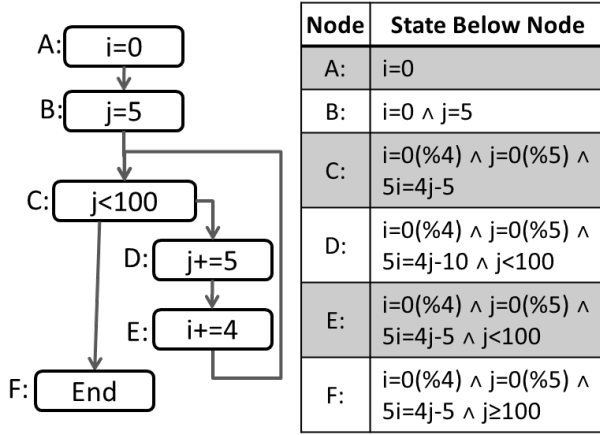 A: i=0
B: j=5
C: j<100
D: j+=5
E: i+=4
F: End
Node State Below Node
A: i=0
B: i=0 ∧ j=5
C: i=0(%4) ∧ j=0(%5) ∧
5i=4j-5
D: i=0(%4) ∧ j=0(%5) ∧
5i=4j-10 ∧ j<100
E: i=0(%4) ∧ j=0(%5) ∧
5i=4j-5 ∧ j<100
F: i=0(%4) ∧ j=0(%5) ∧
5i=4j-5 ∧ j≥100